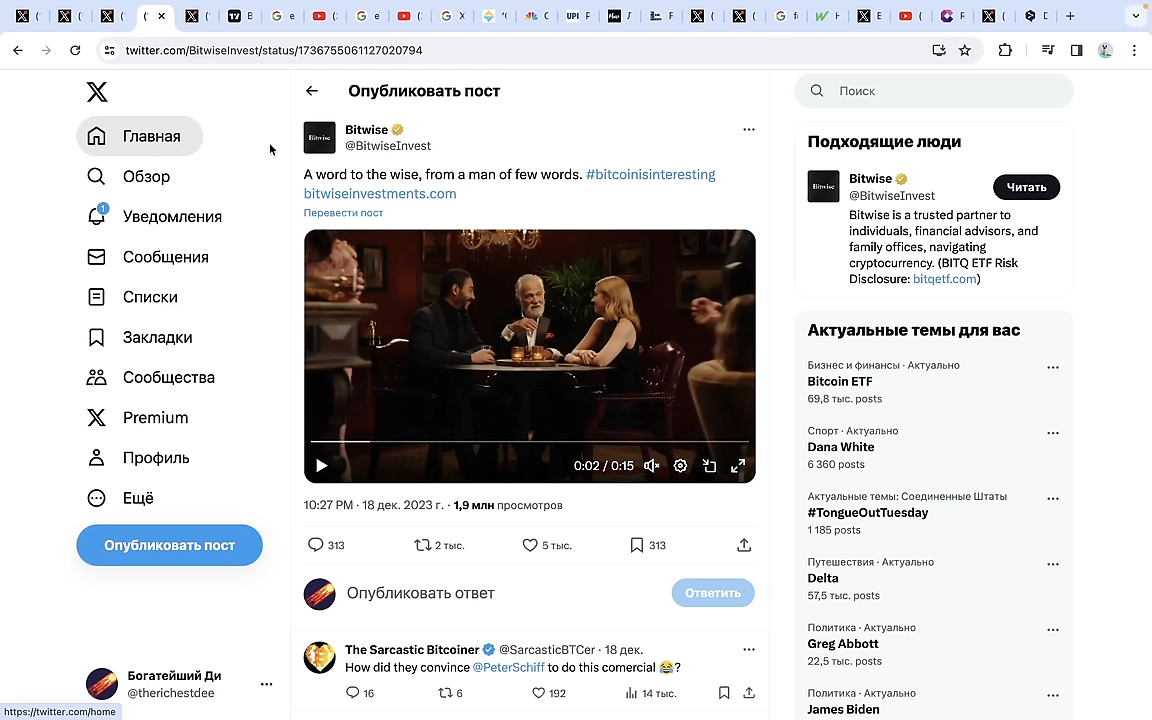 twitter.com/BitwiseInvest/status/1736755061127020794
Главная
Обзор
1
Уведомления
Сообщения
Списки
Закладки
Сообщества
Premium
Профиль
Ещё
Опубликовать пост
Богатейший Ди
@therichestdee
https://twitter.com/home
Опубликовать пост
Bitwise
Bitwise
@BitwiseInvest
A word to the wise, from a man of few words. #bitcoinisinteresting
bitwiseinvestments.com
Перевести пост
0:02 / 0:15
10:27 PM · 18 дек. 2023 г. · 1,9 млн просмотров
313 2 тыс. 5 тыс. 313
Опубликовать ответ
Ответить
The Sarcastic Bitcoiner @SarcasticBTCer · 18 дек.
How did they convince @PeterSchiff to do this comercial 😂?
16 6 192 14 тыс.
Поиск
Подходящие люди
Bitwise
Bitwise
@BitwiseInvest
Читать
Bitwise is a trusted partner to
individuals, financial advisors, and
family offices, navigating
cryptocurrency. (BITQ ETF Risk
Disclosure: bitqetf.com)
Актуальные темы для вас
Бизнес и финансы · Актуально
Bitcoin ETF
69,8 тыс. posts
Спорт · Актуально
Dana White
6 360 posts
Актуальные темы: Соединенные Штаты
#TongueOutTuesday
1 185 posts
Путешествия · Актуально
Delta
57,5 тыс. posts
Политика · Актуально
Greg Abbott
22,5 тыс. posts
Политика · Актуально
James Biden